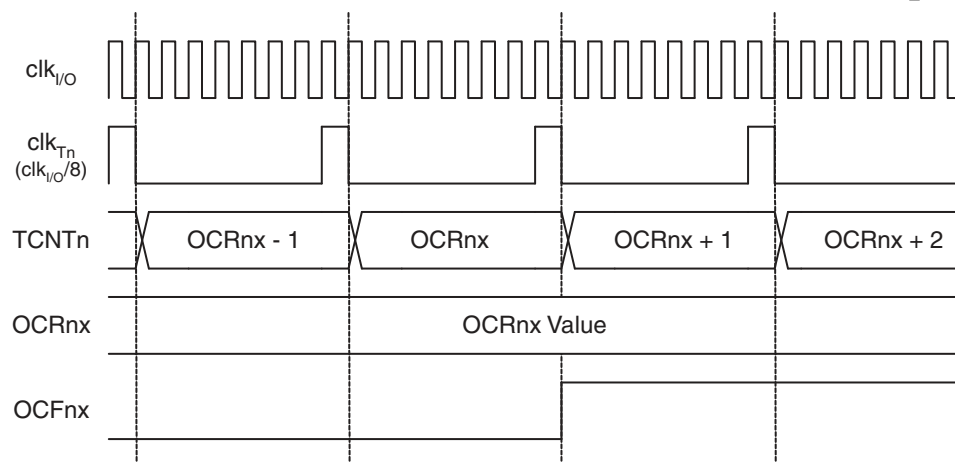 clkI/O
clkTn
(clkI/O/8)
TCNTn
OCRnx - 1
OCRnx
OCRnx + 1
OCRnx + 2
OCRnx
OCRnx Value
OCFnx